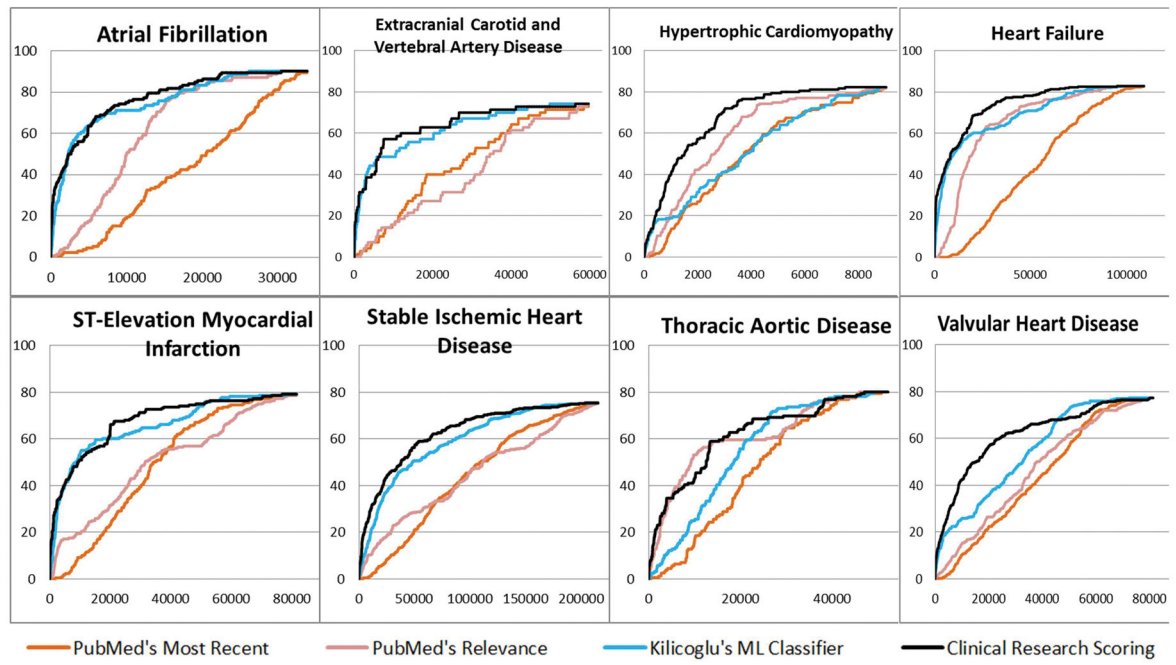 Atrial Fibrillation
100
80
60
40
20
0
0 10000 20000 30000
Extracranial Carotid and
Vertebral Artery Disease
100
80
60
40
20
0
0 20000 40000 60000
Hypertrophic Cardiomyopathy
100
80
60
40
20
0
0 2000 4000 6000 8000
Heart Failure
100
80
60
40
20
0
0 50000 100000
ST-Elevation Myocardial
Infarction
100
80
60
40
20
0
0 20000 40000 60000 80000
Stable Ischemic Heart
Disease
100
80
60
40
20
0
0 50000 100000 150000 200000
Thoracic Aortic Disease
100
80
60
40
20
0
0 20000 40000
Valvular Heart Disease
100
80
60
40
20
0
0 20000 40000 60000 80000
PubMed's Most Recent PubMed's Relevance Kilicoglu's ML Classifier Clinical Research Scoring